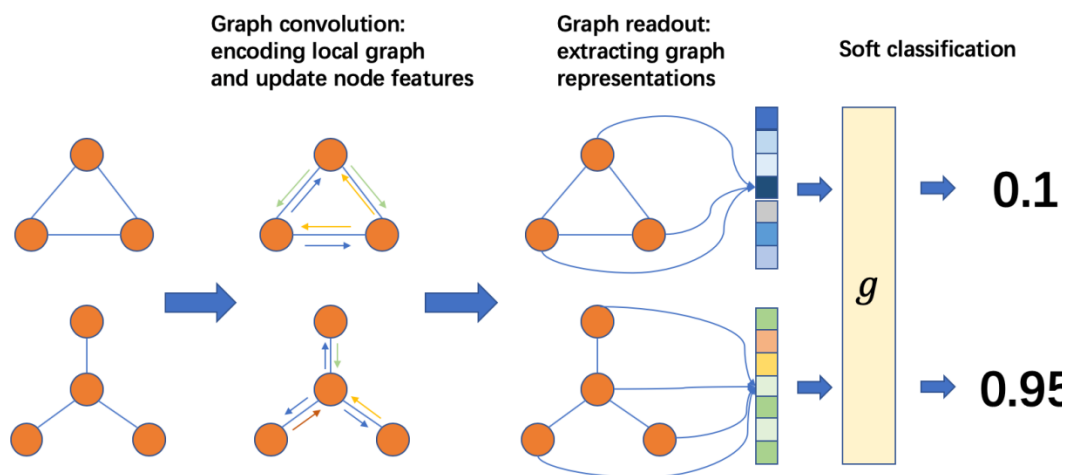 Graph convolution:
encoding local graph
and update node features
Graph readout:
extracting graph
representations
Soft classification
0.1
g
0.95